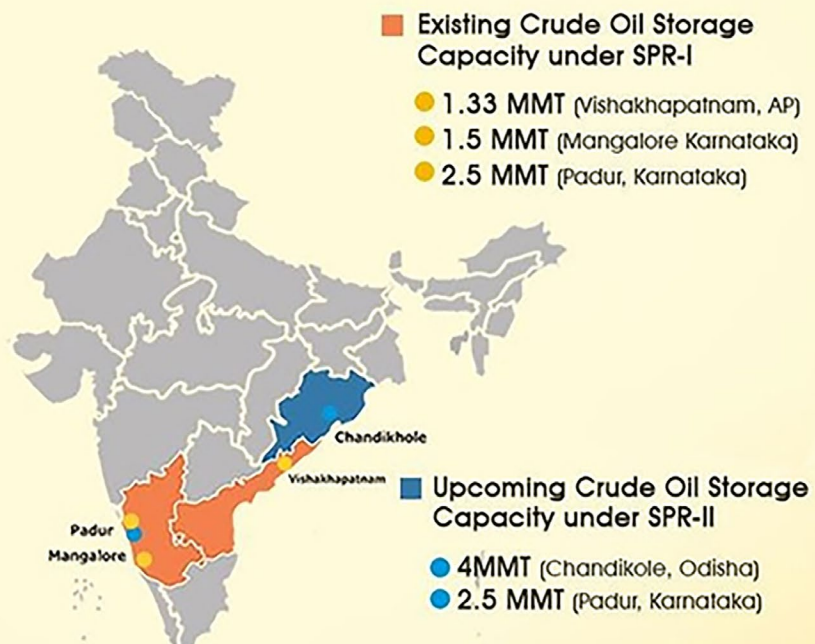 Existing Crude Oil Storage
Capacity under SPR-I
1.33 MMT (Vishakhapatnam, AP)
1.5 MMT (Mangalore Karnataka)
2.5 MMT (Padur, Karnataka)
Chandikhole
Vishakhapatnam
Padur
Mangalore
Upcoming Crude Oil Storage
Capacity under SPR-II
4MMT (Chandikole, Odisha)
2.5 MMT (Padur, Karnataka)